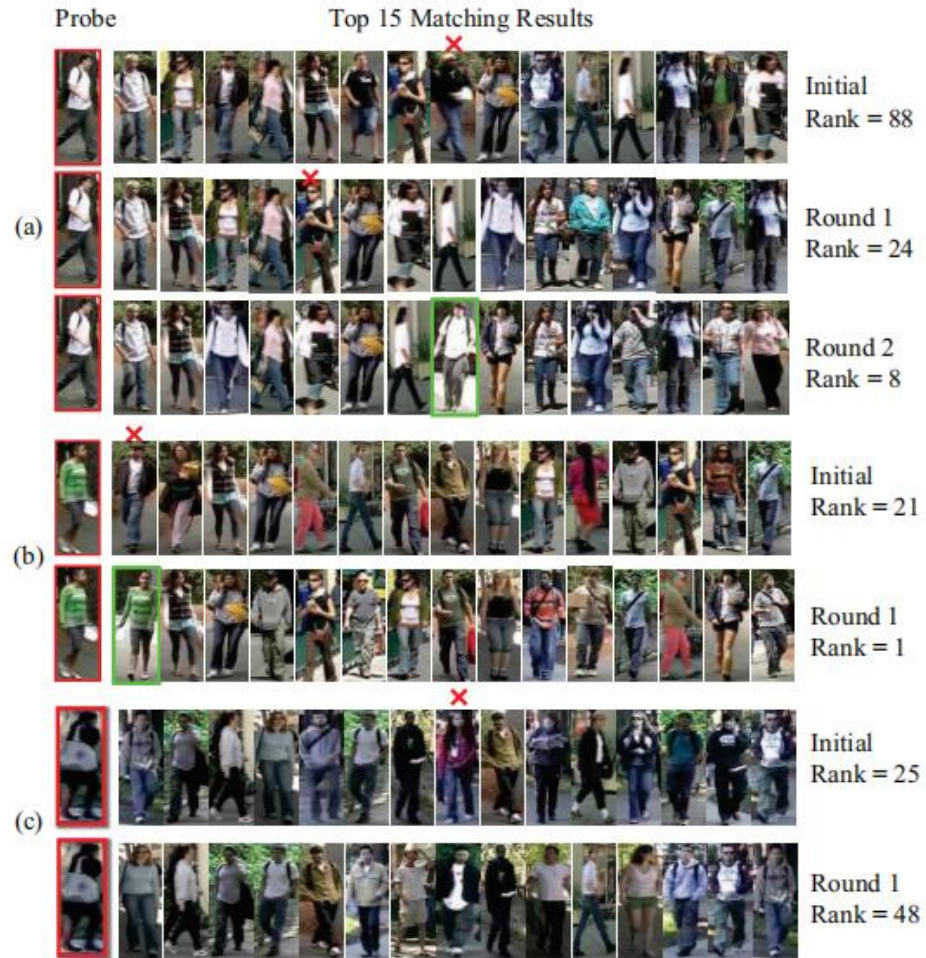 Probe
Top 15 Matching Results
Initial
Rank = 88
(a)
Round 1
Rank = 24
Round 2
Rank = 8
(b)
Initial
Rank = 21
Round 1
Rank = 1
(c)
Initial
Rank = 25
Round 1
Rank = 48